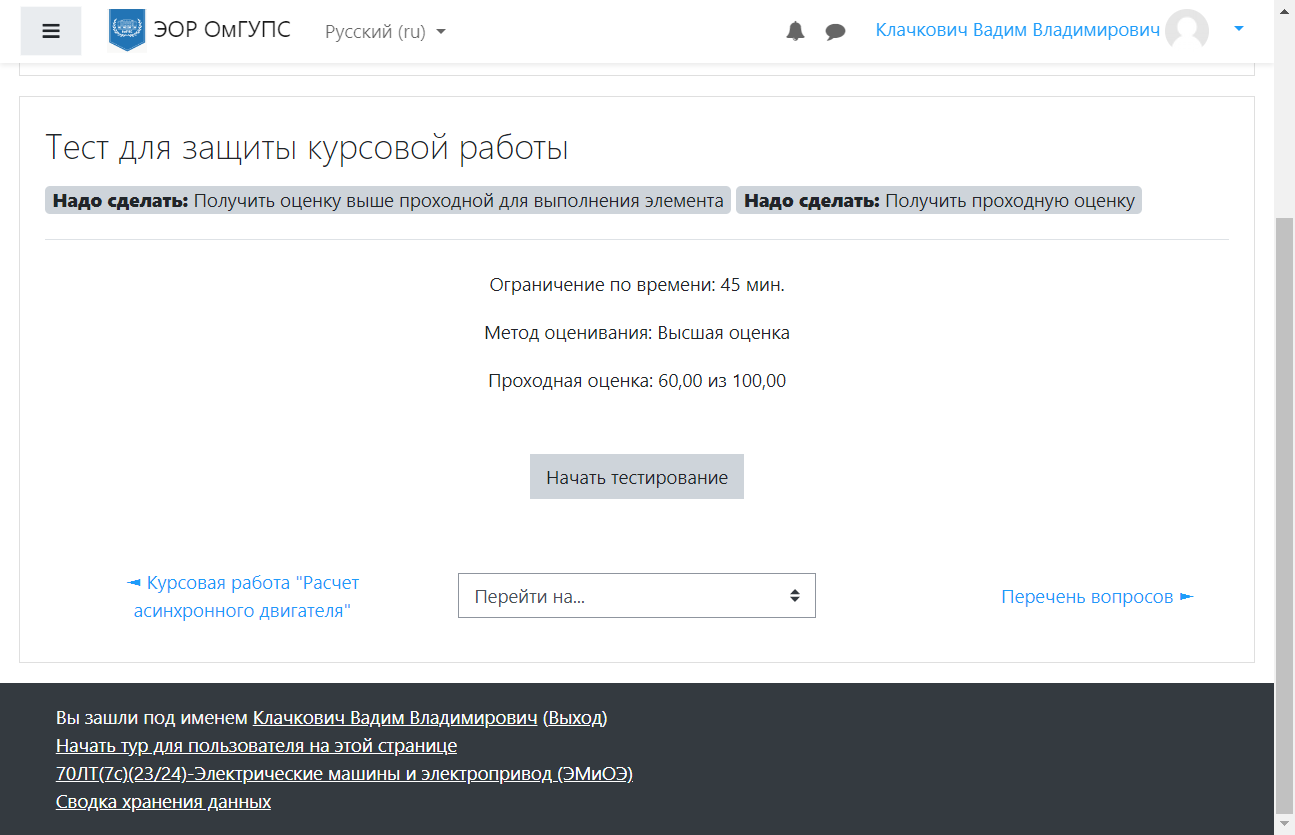 ЭОР ОмГУПС Русский (ru) Клачкович Вадим Владимирович
Тест для защиты курсовой работы
Надо сделать: Получить оценку выше проходной для выполнения элемента Надо сделать: Получить проходную оценку
Ограничение по времени: 45 мин.
Метод оценивания: Высшая оценка
Проходная оценка: 60,00 из 100,00
Начать тестирование
◄ Курсовая работа "Расчет
асинхронного двигателя"
Перейти на...
Перечень вопросов ►
Вы зашли под именем Клачкович Вадим Владимирович (Выход)
Начать тур для пользователя на этой странице
70ЛТ(7с)(23/24)-Электрические машины и электропривод (ЭМиОЭ)
Сводка хранения данных